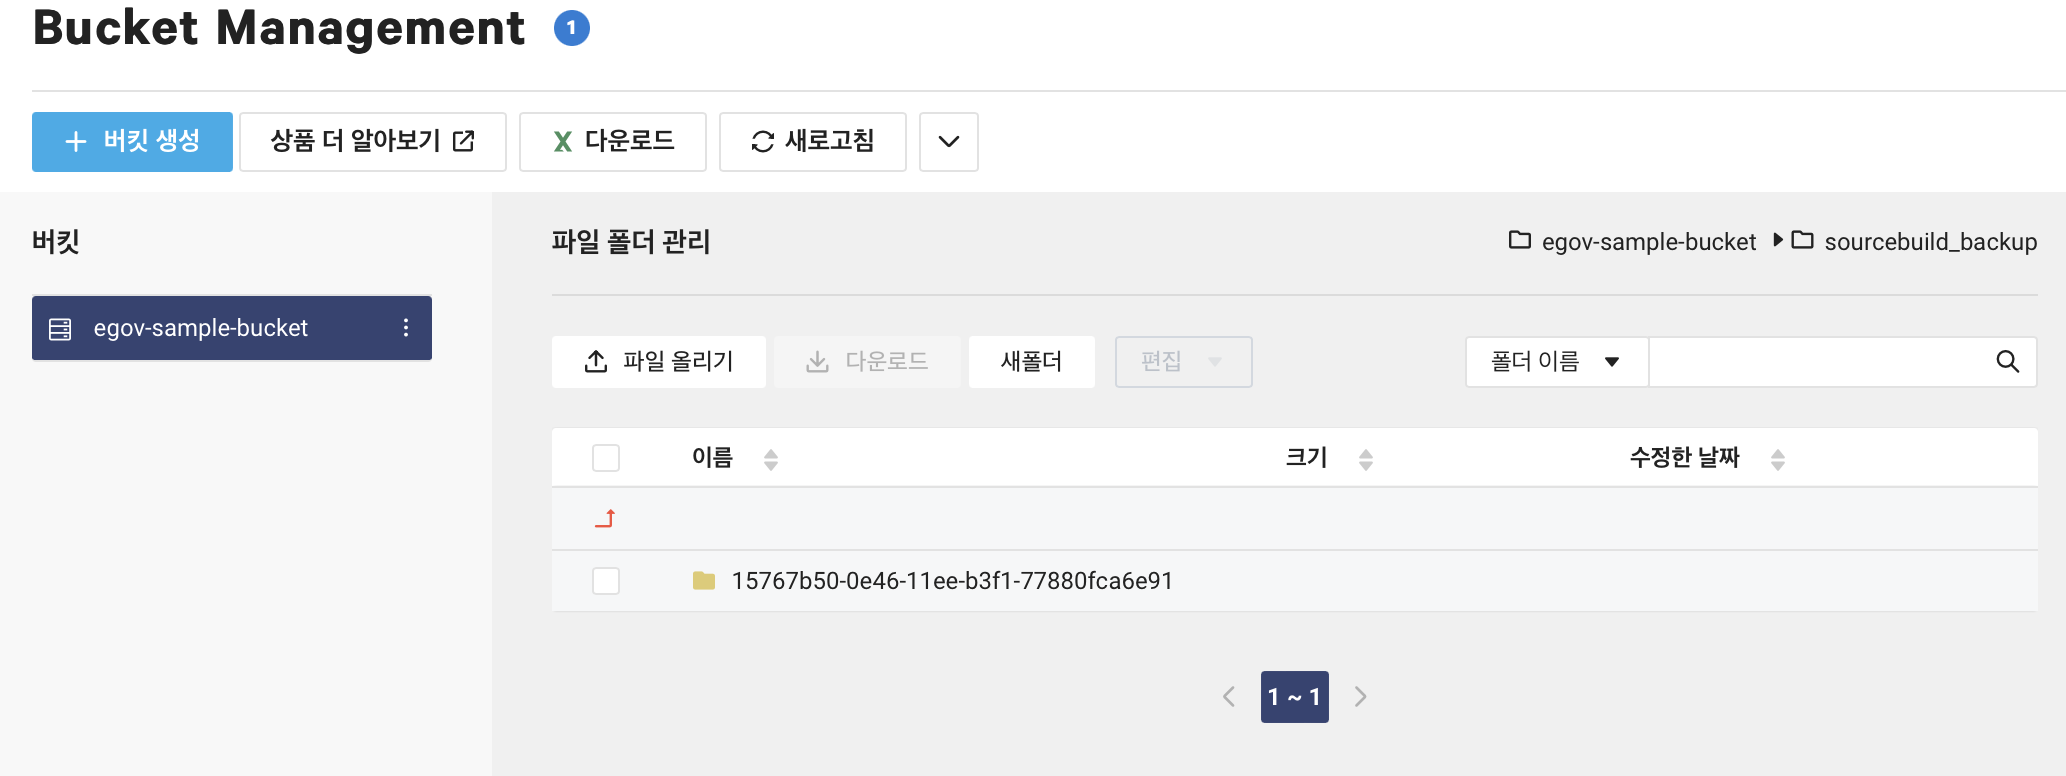 Bucket Management 1
+ 버킷 생성 상품 더 알아보기 다운로드 새로고침
버킷
egov-sample-bucket
파일 폴더 관리
egov-sample-bucket sourcebuild_backup
파일 올리기 다운로드 새폴더 편집 폴더 이름
이름 크기 수정한 날짜
15767b50-0e46-11ee-b3f1-77880fca6e91
1 ~ 1